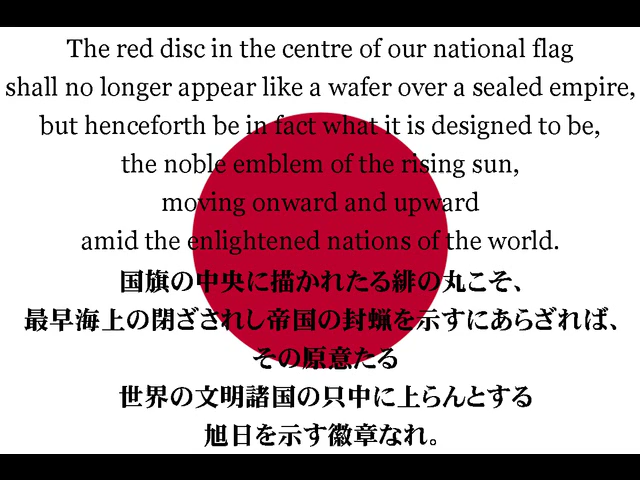 The red disc in the centre of our national flag
shall no longer appear like a wafer over a sealed empire,
but henceforth be in fact what it is designed to be,
the noble emblem of the rising sun,
moving onward and upward
amid the enlightened nations of the world.
国旗の中央に描かれたる緋の丸こそ、
最早海上の閉ざされし帝国の封蝋を示すにあらざれば、
その原意たる
世界の文明諸国の只中に上らんとする
旭日を示す徽章なれ。